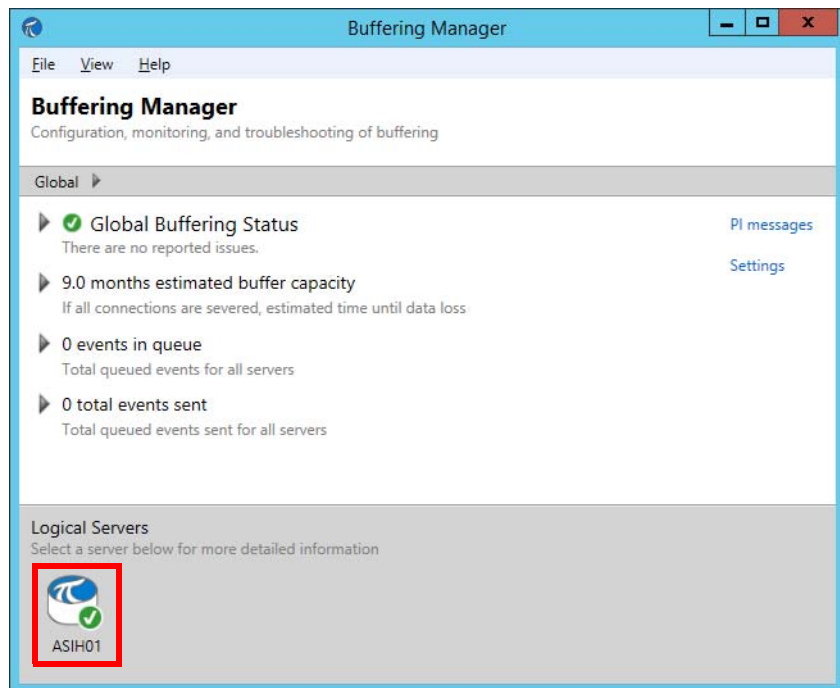 Buffering Manager
File View Help
Buffering Manager
Configuration, monitoring, and troubleshooting of buffering
Global
Global Buffering Status
There are no reported issues.
PI messages
9.0 months estimated buffer capacity
If all connections are severed, estimated time until data loss
Settings
0 events in queue
Total queued events for all servers
0 total events sent
Total queued events sent for all servers
Logical Servers
Select a server below for more detailed information
ASIH01